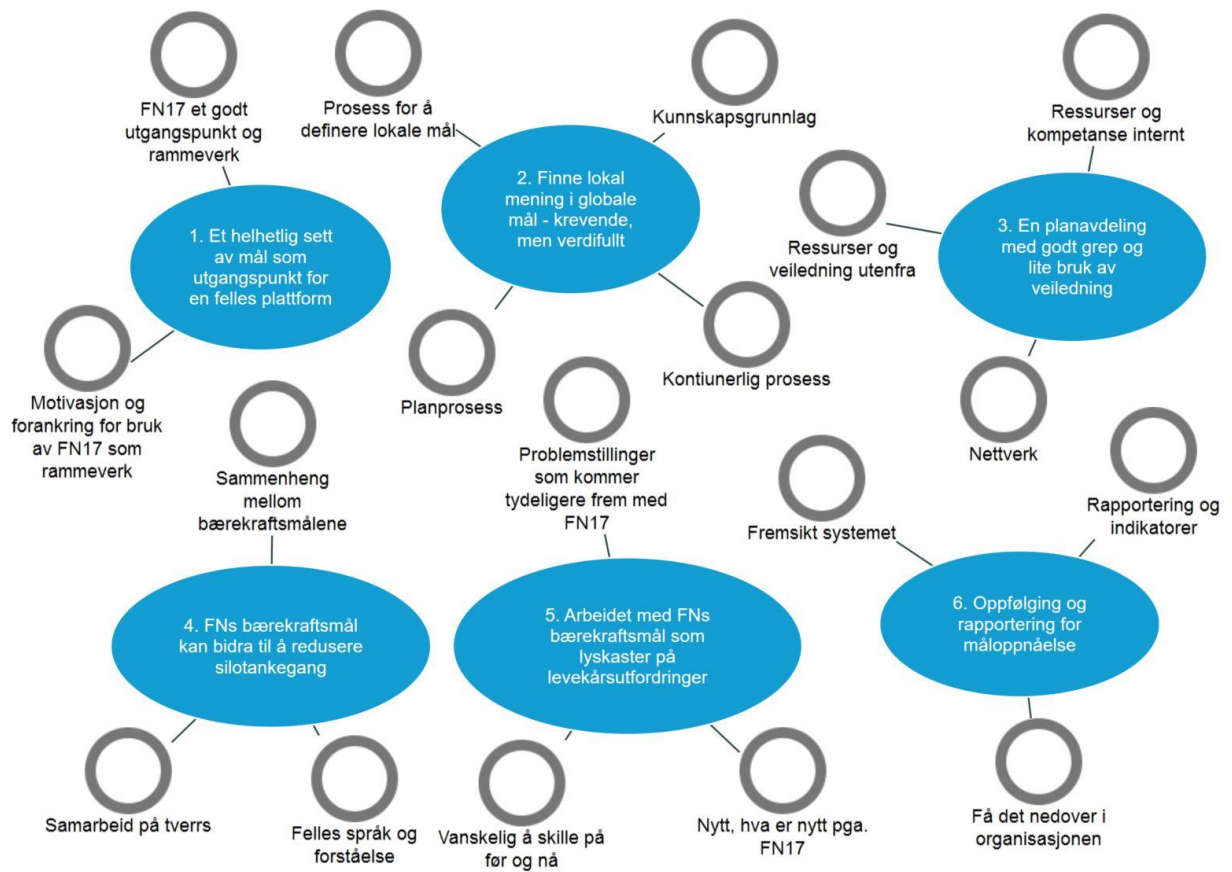 FN17 et godt
utgangspunkt og
rammeverk
Prosess for å
definere lokale mål
Kunnskapsgrunnlag
Ressurser og
kompetanse internt
1. Et helhetlig sett
av mål som
utgangspunkt for
en felles plattform
2. Finne lokal
mening i globale
mål - krevende,
men verdifullt
Ressurser og
veiledning utenfra
3. En planavdeling
med godt grep og
lite bruk av
veiledning
Motivasjon og
forankring for bruk
av FN17 som
rammeverk
Planprosess
Kontiunerlig prosess
Nettverk
Sammenheng
mellom
bærekraftsmålene
Problemstillinger
som kommer
tydeligere frem med
FN17
Fremsikt systemet
Rapportering og
indikatorer
4. FNs bærekraftsmål
kan bidra til å redusere
silotankegang
5. Arbeidet med FNs
bærekraftsmål som
lyskaster på
levekårsutfordringer
6. Oppfølging og
rapportering for
måloppnåelse
Samarbeid på tverrs
Felles språk og
forståelse
Vanskelig å skille på
før og nå
Nytt, hva er nytt pga.
FN17
Få det nedover i
organisasjonen